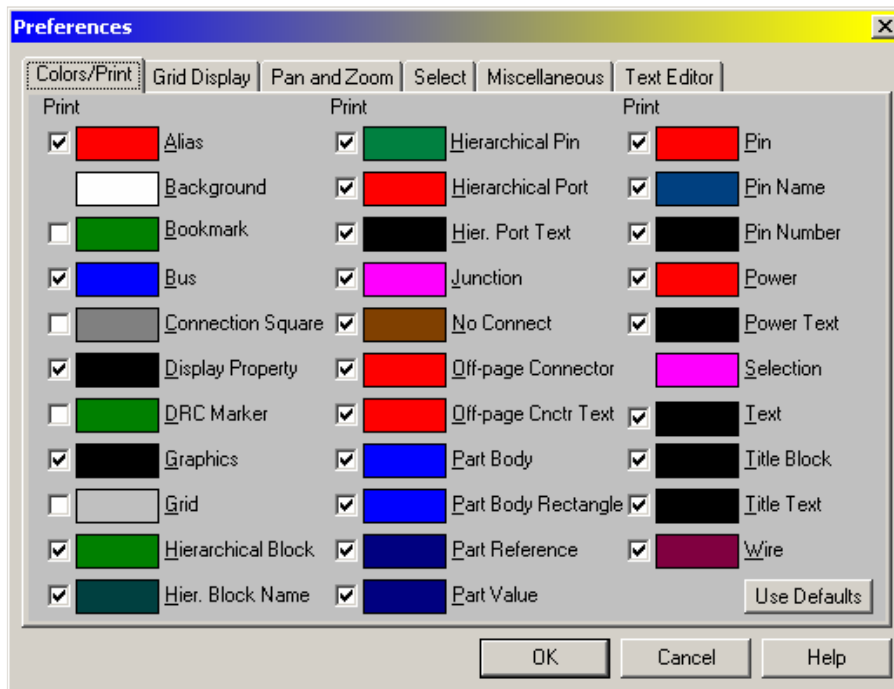 Preferences
Colors/Print Grid Display Pan and Zoom Select Miscellaneous Text Editor
Print Print Print
Alias Hierarchical Pin Pin
Background Hierarchical Port Pin Name
Bookmark Hier. Port Text Pin Number
Bus Junction Power
Connection Square No Connect Power Text
Display Property Off-page Connector Selection
DRC Marker Off-page Cnctr Text Text
Graphics Part Body Title Block
Grid Part Body Rectangle Title Text
Hierarchical Block Part Reference Wire
Hier. Block Name Part Value Use Defaults
OK Cancel Help